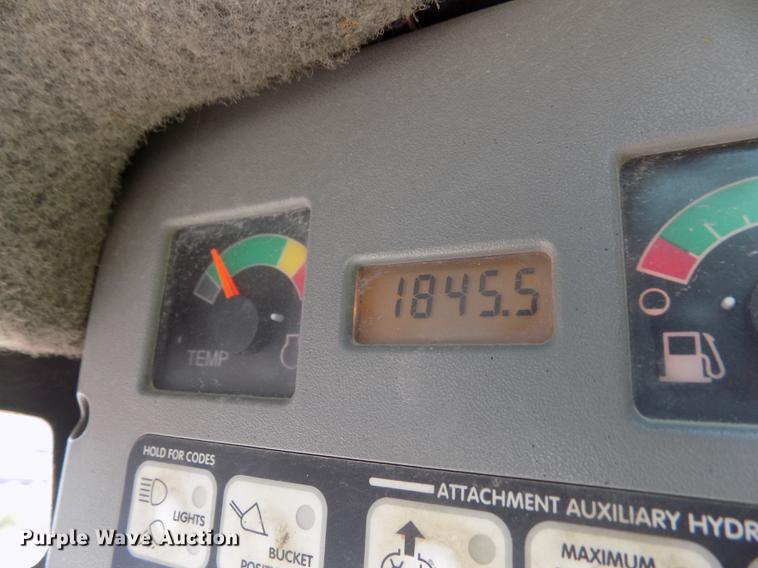 1845.5
TEMP
HOLD FOR CODES
LIGHTS
BUCKET
ATTACHMENT AUXILIARY HYDR
MAXIMUM
Purple Wave Auction